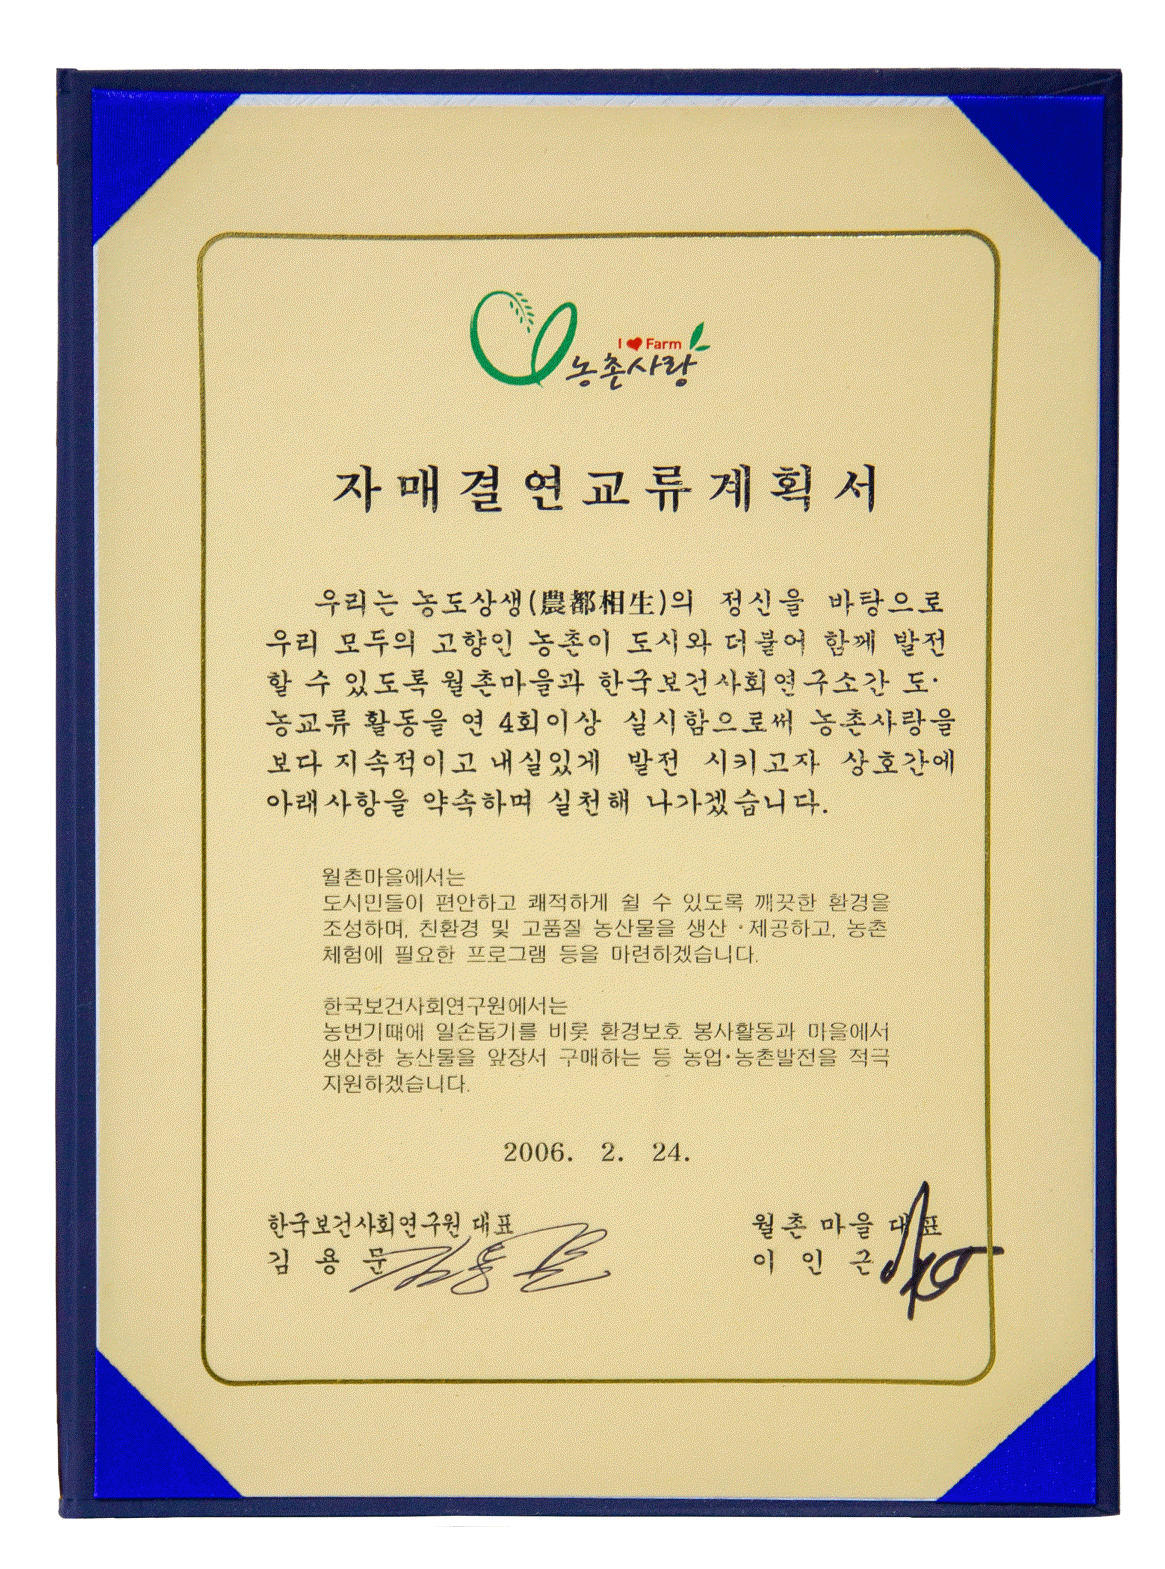 I ❤ Farm
농촌사랑
자매결연교류계획서
우리는 농도상생(農都相生)의 정신을 바탕으로
우리 모두의 고향인 농촌이 도시와 더불어 함께 발전
할 수 있도록 월촌마을과 한국보건사회연구소간 도·
농교류 활동을 연 4회이상 실시함으로써 농촌사랑을
보다 지속적이고 내실있게 발전 시키고자 상호간에
아래사항을 약속하며 실천해 나가겠습니다.
월촌마을에서는
도시민들이 편안하고 쾌적하게 쉴 수 있도록 깨끗한 환경을
조성하며, 친환경 및 고품질 농산물을 생산 ·제공하고, 농촌
체험에 필요한 프로그램 등을 마련하겠습니다.
한국보건사회연구원에서는
농번기때에 일손돕기를 비롯 환경보호 봉사활동과 마을에서
생산한 농산물을 앞장서 구매하는 등 농업·농촌발전을 적극
지원하겠습니다.
2006. 2. 24.
한국보건사회연구원 대표 월촌 마을 대표
김 용 문 김용문 이 인 근